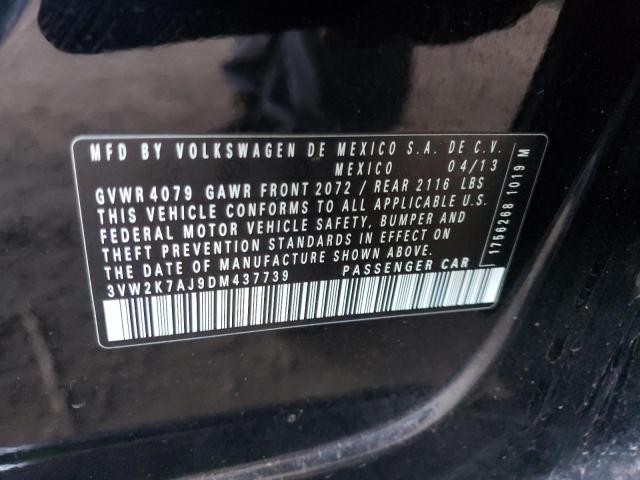 MFD BY VOLKSWAGEN DE MEXICO S.A. DE C.V.
MEXICO 04/13
GVWR 4079 GAWR FRONT 2072 / REAR 2116 LBS
THIS VEHICLE CONFORMS TO ALL APPLICABLE U.S.
FEDERAL MOTOR VEHICLE SAFETY, BUMPER AND
THEFT PREVENTION STANDARDS IN EFFECT ON
THE DATE OF MANUFACTURE SHOWN ABOVE.
3VW2K7AJ9DM437739 PASSENGER CAR
1756268 1019 M